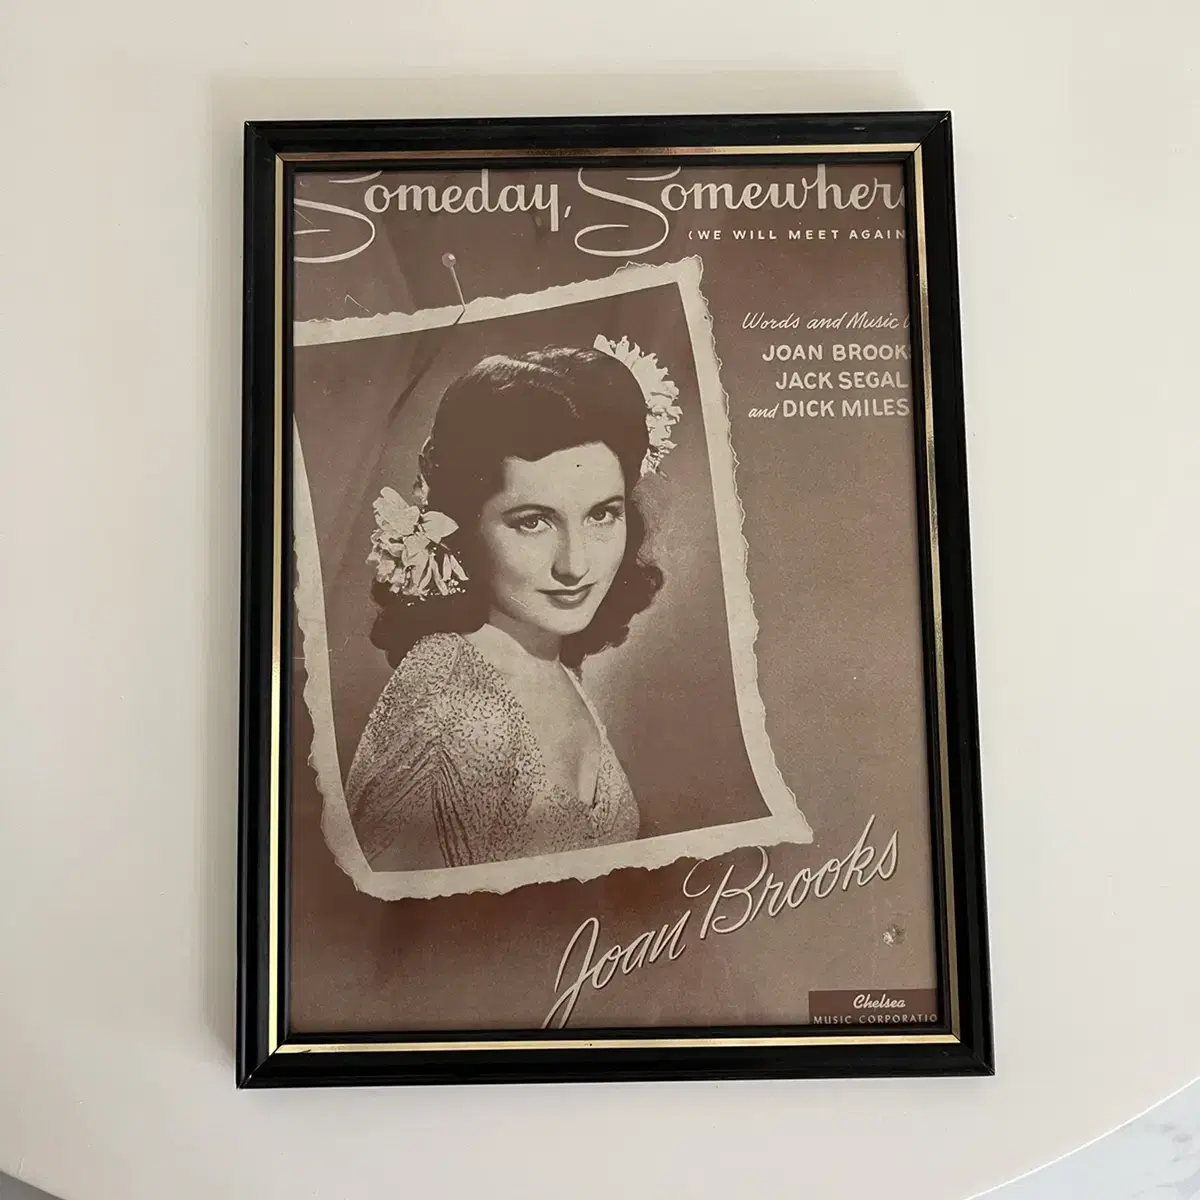 Someday, Somewher
(WE WILL MEET AGAIN
Words and Music
JOAN BROOK
JACK SEGAL
and DICK MILES
Joan Brooks
Chelsea
MUSIC CORPORATIO